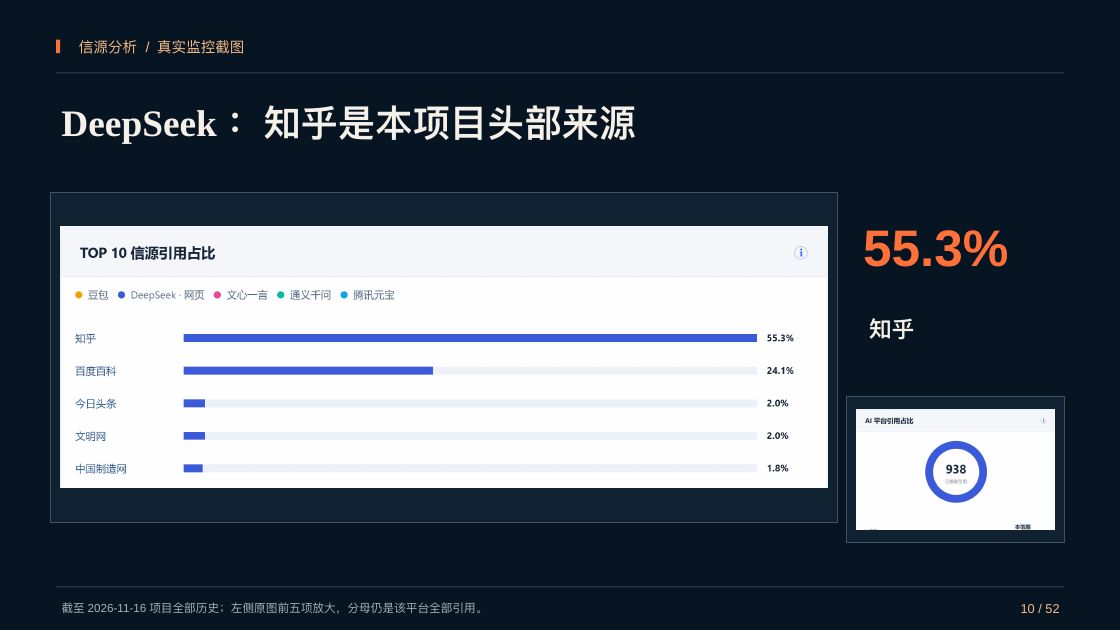 信源分析 / 真实监控截图
DeepSeek： 知乎是本项目头部来源
TOP 10 信源引用占比
豆包 DeepSeek · 网页 文心一言 通义千问 腾讯元宝
知乎 55.3%
百度百科 24.1%
今日头条 2.0%
文明网 2.0%
中国制造网 1.8%
55.3%
知乎
AI 平台引用占比
938
截至 2026-11-16 项目全部历史；左侧原图前五项放大，分母仍是该平台全部引用。
10 / 52